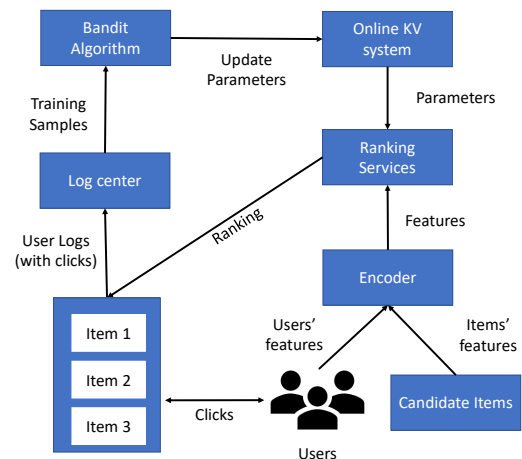 Bandit
Algorithm
Online KV
system
Update
Parameters
Training
Samples
Parameters
Log center
Ranking
Services
Ranking
User Logs
(with clicks)
Features
Encoder
Item 1
Item 2
Item 3
Users’
features
Items’
features
Clicks
Candidate Items
Users